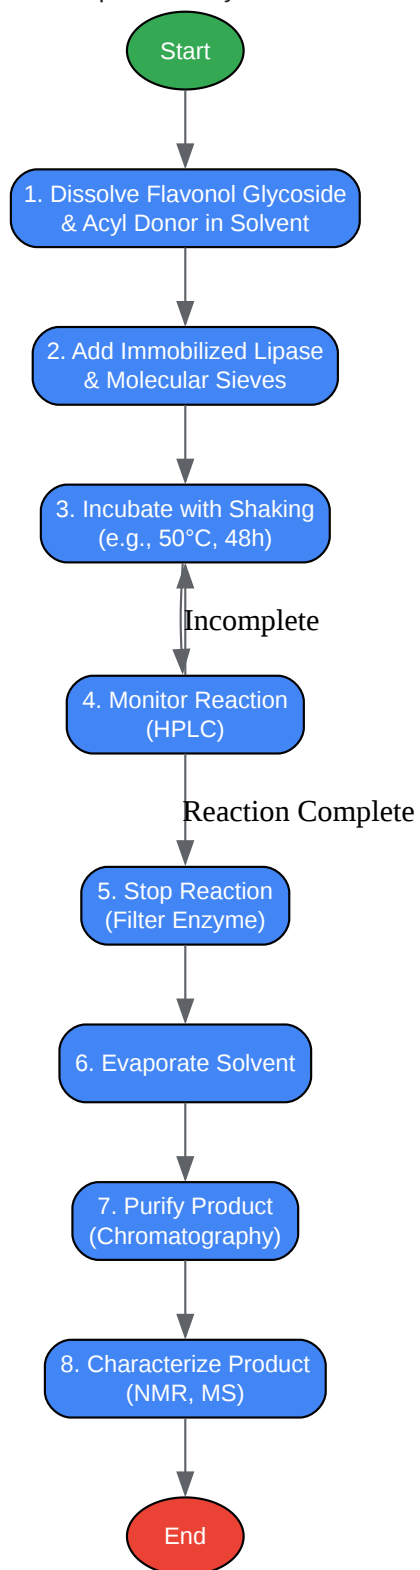 Start
1. Dissolve Flavonol Glycoside
& Acyl Donor in Solvent
2. Add Immobilized Lipase
& Molecular Sieves
3. Incubate with Shaking
(e.g., 50°C, 48h)
Incomplete
4. Monitor Reaction
(HPLC)
Reaction Complete
5. Stop Reaction
(Filter Enzyme)
6. Evaporate Solvent
7. Purify Product
(Chromatography)
8. Characterize Product
(NMR, MS)
End